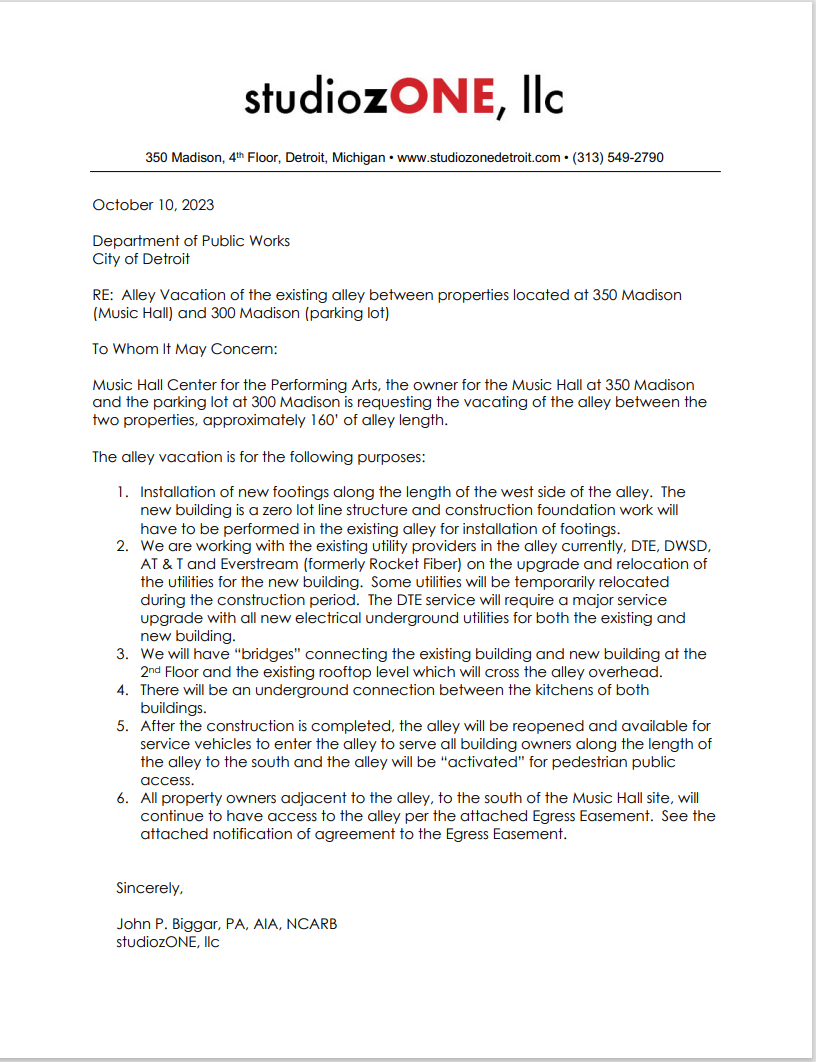 studiozONE, llc
350 Madison, 4th Floor, Detroit, Michigan • www.studiozonedetroit.com • (313) 549-2790
October 10, 2023
Department of Public Works
City of Detroit
RE:  Alley Vacation of the existing alley between properties located at 350 Madison
(Music Hall) and 300 Madison (parking lot)
To Whom It May Concern:
Music Hall Center for the Performing Arts, the owner for the Music Hall at 350 Madison
and the parking lot at 300 Madison is requesting the vacating of the alley between the
two properties, approximately 160’ of alley length.
The alley vacation is for the following purposes:
1. Installation of new footings along the length of the west side of the alley.  The
new building is a zero lot line structure and construction foundation work will
have to be performed in the existing alley for installation of footings.
2. We are working with the existing utility providers in the alley currently, DTE, DWSD,
AT & T and Everstream (formerly Rocket Fiber) on the upgrade and relocation of
the utilities for the new building.  Some utilities will be temporarily relocated
during the construction period.  The DTE service will require a major service
upgrade with all new electrical underground utilities for both the existing and
new building.
3. We will have “bridges” connecting the existing building and new building at the
2nd Floor and the existing rooftop level which will cross the alley overhead.
4. There will be an underground connection between the kitchens of both
buildings.
5. After the construction is completed, the alley will be reopened and available for
service vehicles to enter the alley to serve all building owners along the length of
the alley to the south and the alley will be “activated” for pedestrian public
access.
6. All property owners adjacent to the alley, to the south of the Music Hall site, will
continue to have access to the alley per the attached Egress Easement.  See the
attached notification of agreement to the Egress Easement.
Sincerely,
John P. Biggar, PA, AIA, NCARB
studiozONE, llc